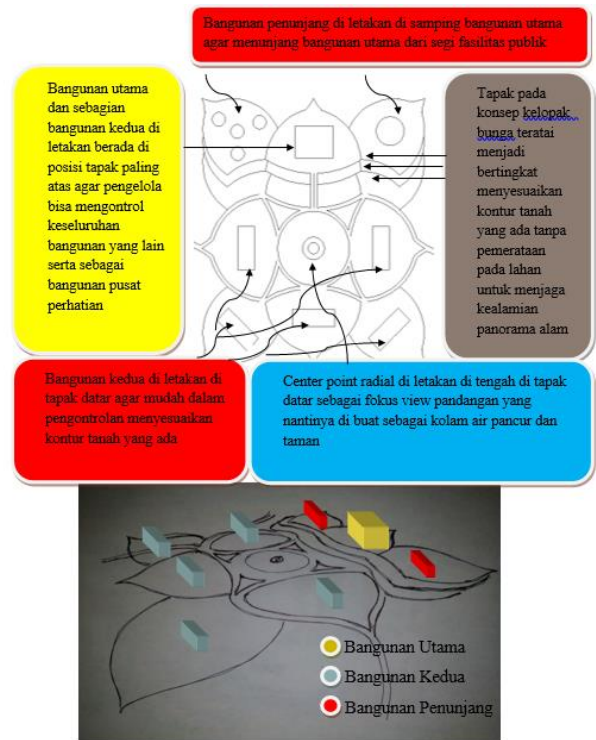 Bangunan penunjang di letakan di samping bangunan utama
agar menunjang bangunan utama dari segi fasilitas publik
Bangunan utama
dan sebagian
bangunan kedua di
letakan berada di
posisi tapak paling
atas agar pengelola
bisa mengontrol
keseluruhan
bangunan yang lain
serta sebagai
bangunan pusat
perhatian
Tapak pada
konsep kelopak
bunga teratai
menjadi
bertingkat
menyesuaikan
kontur tanah
yang ada tanpa
pemerataan
pada lahan
untuk menjaga
kealamian
panorama alam
Bangunan kedua di letakan di
tapak datar agar mudah dalam
pengontrolan menyesuaikan
kontur tanah yang ada
Center point radial di letakan di tengah di tapak
datar sebagai fokus view pandangan yang
nantinya di buat sebagai kolam air pancur dan
taman
Bangunan Utama
Bangunan Kedua
Bangunan Penunjang